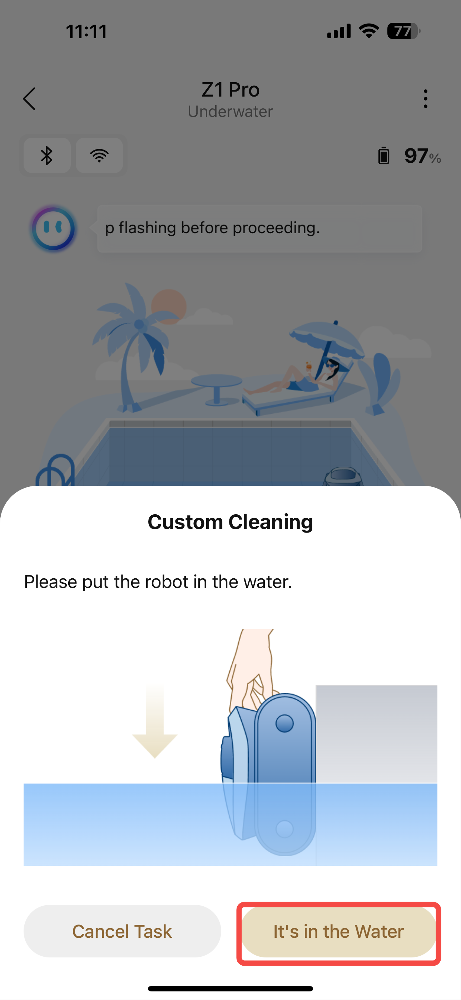 11:11
77
Z1 Pro
Underwater
97%
p flashing before proceeding.
Custom Cleaning
Please put the robot in the water.
Cancel Task
It's in the Water